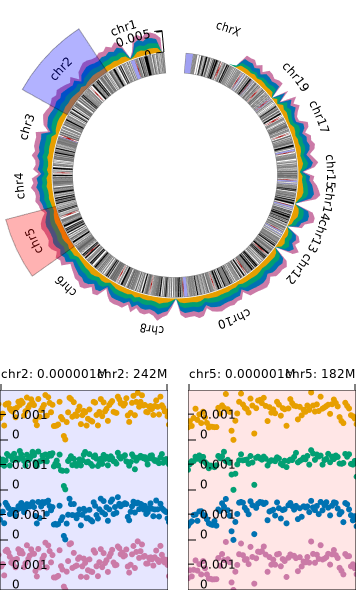 chr1
0.005
0
chrX
chr2
chr19
chr17
chr3
chr15
chr4
chr14
chr5
chr13
chr12
chr6
chr10
chr8
chr2: 0.000001M
chr2: 242M
chr5: 0.000001M
chr5: 182M
0.001
0
0.001
0
0.001
0
0.001
0
0.001
0
0.001
0
0.001
0
0.001
0